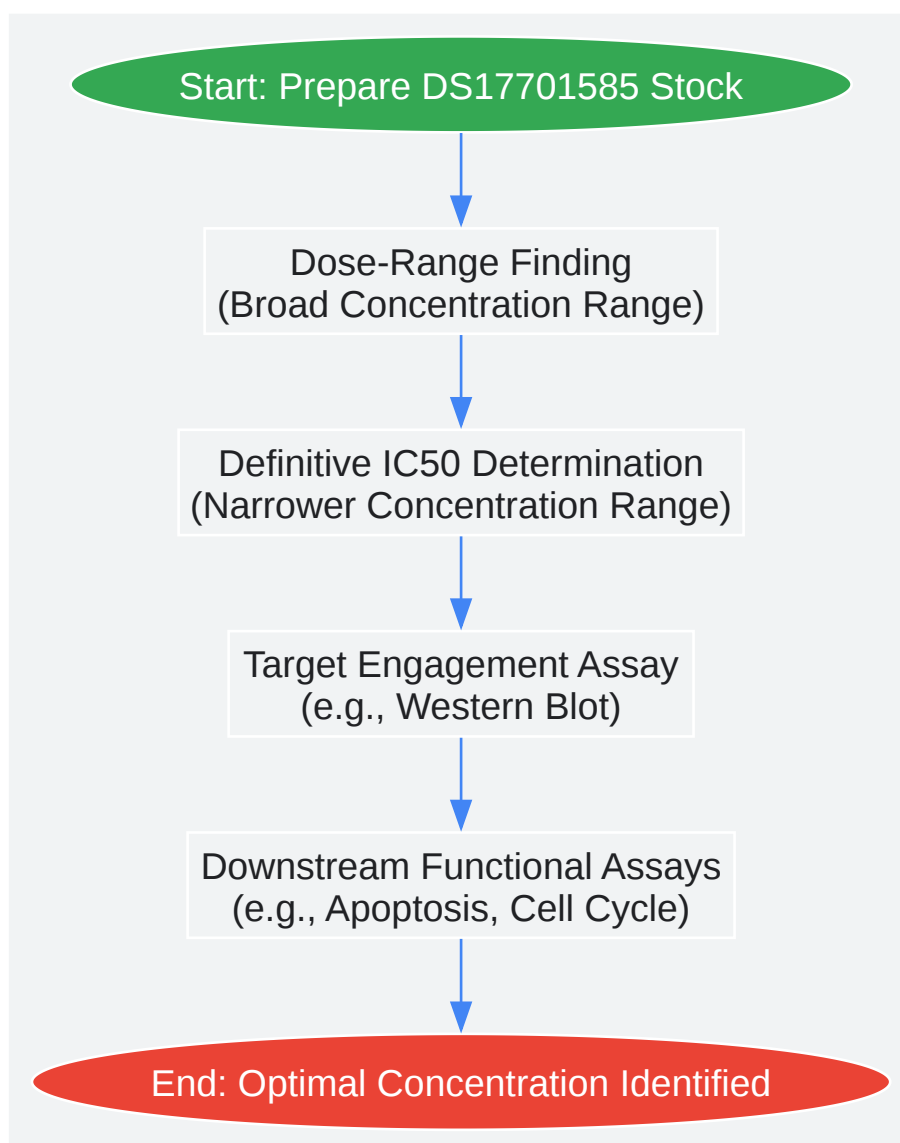 Start: Prepare DS17701585 Stock
Dose-Range Finding
(Broad Concentration Range)
Definitive IC50 Determination
(Narrower Concentration Range)
Target Engagement Assay
(e.g., Western Blot)
Downstream Functional Assays
(e.g., Apoptosis, Cell Cycle)
End: Optimal Concentration Identified